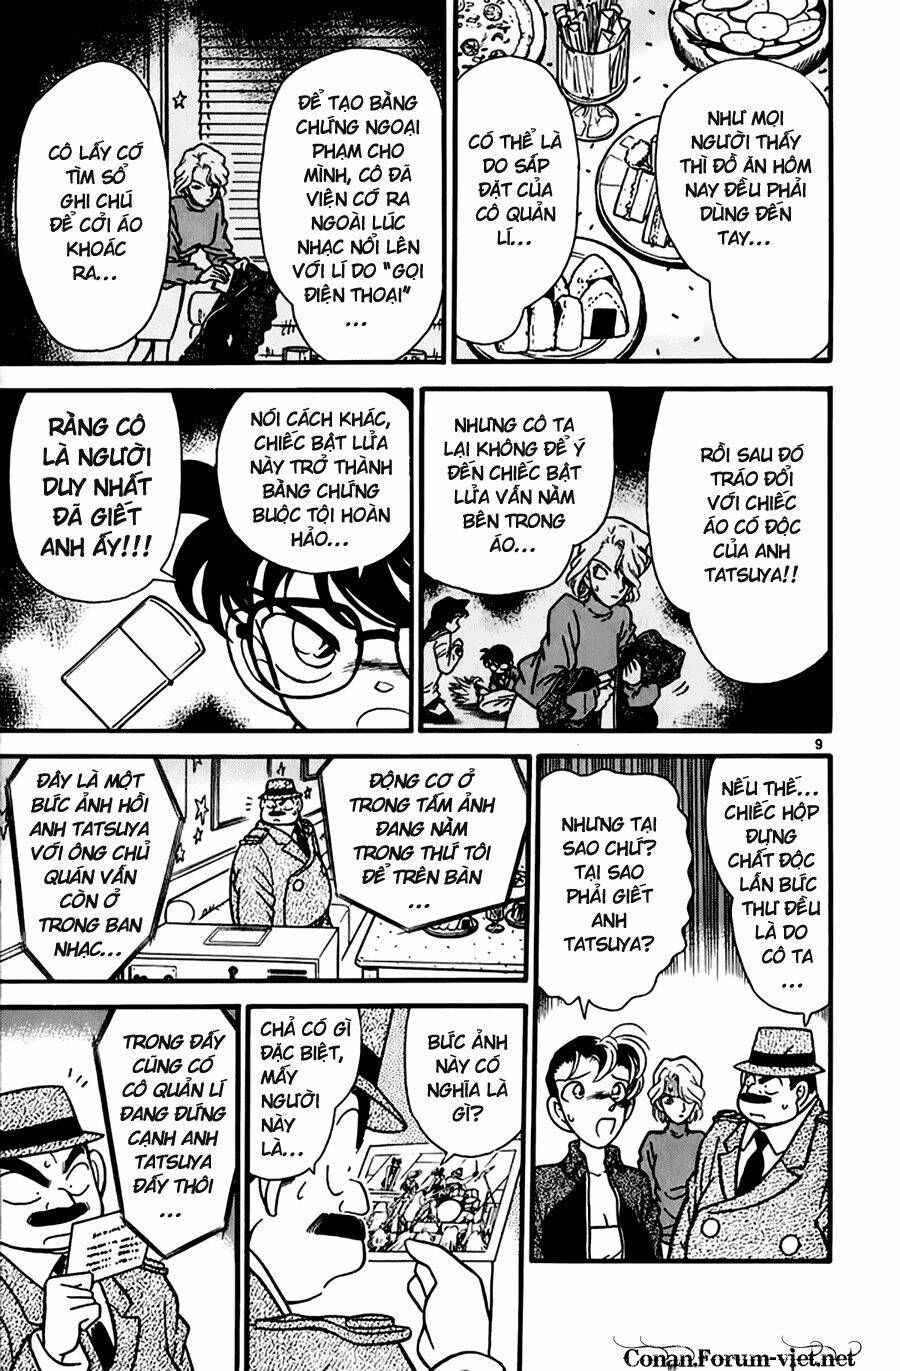 NHƯ MỌI
NGƯỜI THẤY
THÌ ĐỒ ĂN HÔM
NAY ĐỀU PHẢI
DÙNG ĐẾN
TAY...
CÓ THỂ LÀ
DO SẮP
ĐẶT CỦA
CÔ QUẢN
LÍ...
ĐỂ TẠO BẰNG
CHỨNG NGOẠI
PHẠM CHO
MÌNH, CÔ ĐÃ
VIỆN CỚ RA
NGOÀI LÚC
NHẠC NỔI LÊN
VỚI LÍ DO "GỌI
ĐIỆN THOẠI"
...
CÔ LẤY CỚ
TÌM SỔ
GHI CHÚ
ĐỂ CỞI ÁO
KHOÁC
RA...
RỒI SAU ĐÓ
TRÁO ĐỔI
VỚI CHIẾC
ÁO CÓ ĐỘC
CỦA ANH
TATSUYA!!
NHƯNG CÔ TA
LẠI KHÔNG ĐỂ Ý
ĐẾN CHIẾC BẬT
LỬA VẪN NẰM
BÊN TRONG
ÁO...
NÓI CÁCH KHÁC,
CHIẾC BẬT LỬA
NÀY TRỞ THÀNH
BẰNG CHỨNG
BUỘC TỘI HOÀN
HẢO...
RẰNG CÔ
LÀ NGƯỜI
DUY NHẤT
ĐÃ GIẾT
ANH ẤY!!!
9
NẾU THẾ...
CHIẾC HỘP
ĐỰNG
CHẤT ĐỘC
LẪN BỨC
THƯ ĐỀU
LÀ DO
CÔ TA
...
NHƯNG TẠI
SAO CHỨ?
TẠI SAO
PHẢI GIẾT
ANH
TATSUYA?
ĐỘNG CƠ Ở
TRONG TẤM ẢNH
ĐANG NẰM
TRONG THỨ TÔI
ĐỂ TRÊN BÀN
...
ĐÂY LÀ MỘT
BỨC ẢNH HỒI
ANH TATSUYA
VỚI ÔNG CHỦ
QUÁN VẪN
CÒN Ở
TRONG BAN
NHẠC...
BỨC ẢNH
NÀY CÓ
NGHĨA LÀ
GÌ?
CHẢ CÓ GÌ
ĐẶC BIỆT,
MẤY
NGƯỜI
NÀY
LÀ...
TRONG ĐẤY
CŨNG CÓ
CÔ QUẢN LÍ
ĐANG ĐỨNG
CẠNH ANH
TATSUYA
ĐẤY THÔI
...
Conan.Forum-viet.net